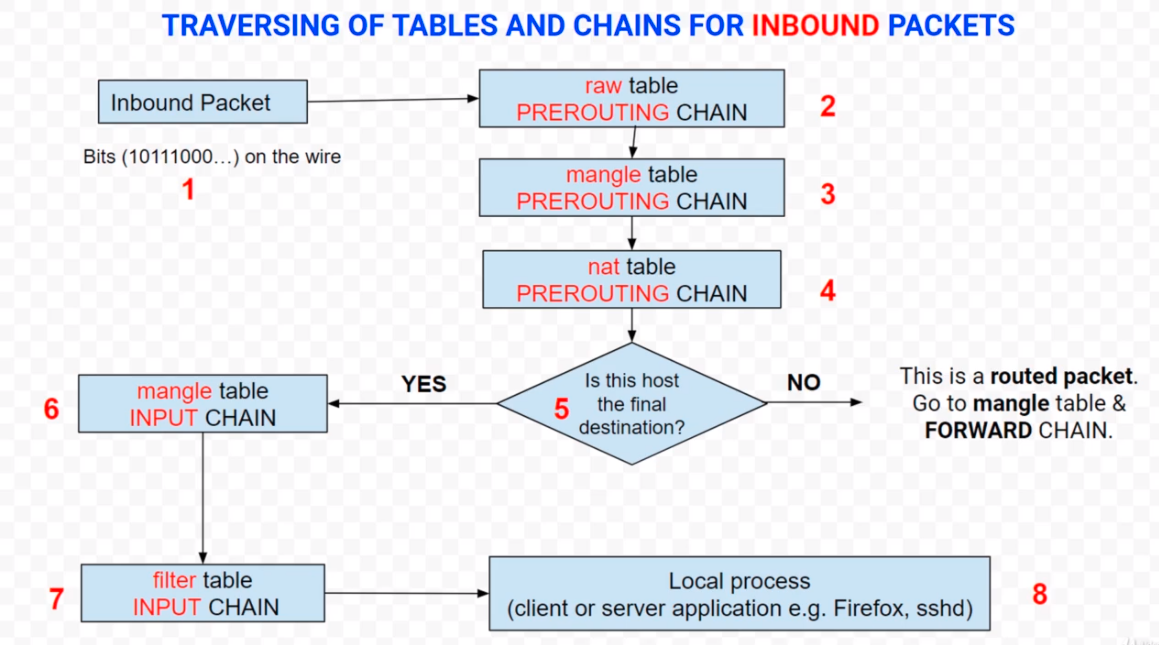 TRAVERSING OF TABLES AND CHAINS FOR INBOUND PACKETS
Inbound Packet
Bits (10111000...) on the wire
1
raw table
PREROUTING CHAIN
2
mangle table
PREROUTING CHAIN
3
nat table
PREROUTING CHAIN
4
Is this host
5 the final
destination?
YES
NO
This is a routed packet.
Go to mangle table &
FORWARD CHAIN.
mangle table
INPUT CHAIN
6
filter table
INPUT CHAIN
7
Local process
(client or server application e.g. Firefox, sshd)
8